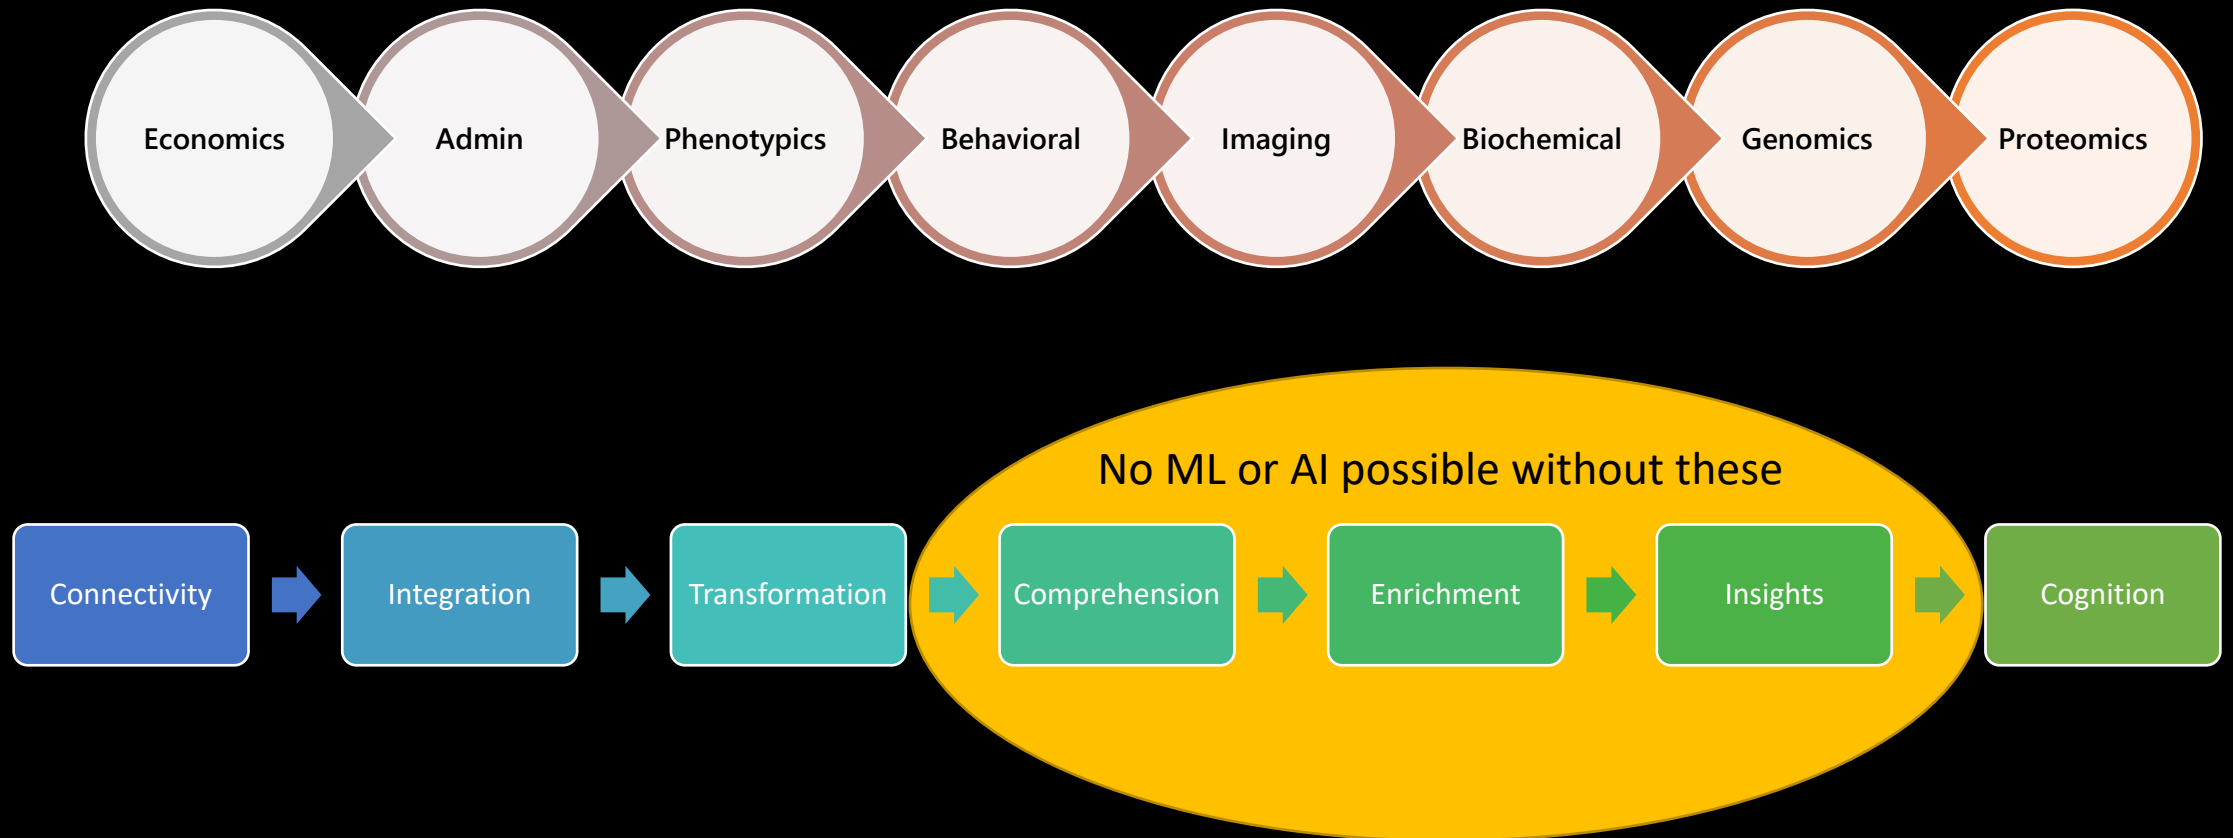 Economics
Admin
Phenotypics
Behavioral
Imaging
Biochemical
Genomics
Proteomics
No ML or AI possible without these
Connectivity
Integration
Transformation
Comprehension
Enrichment
Insights
Cognition